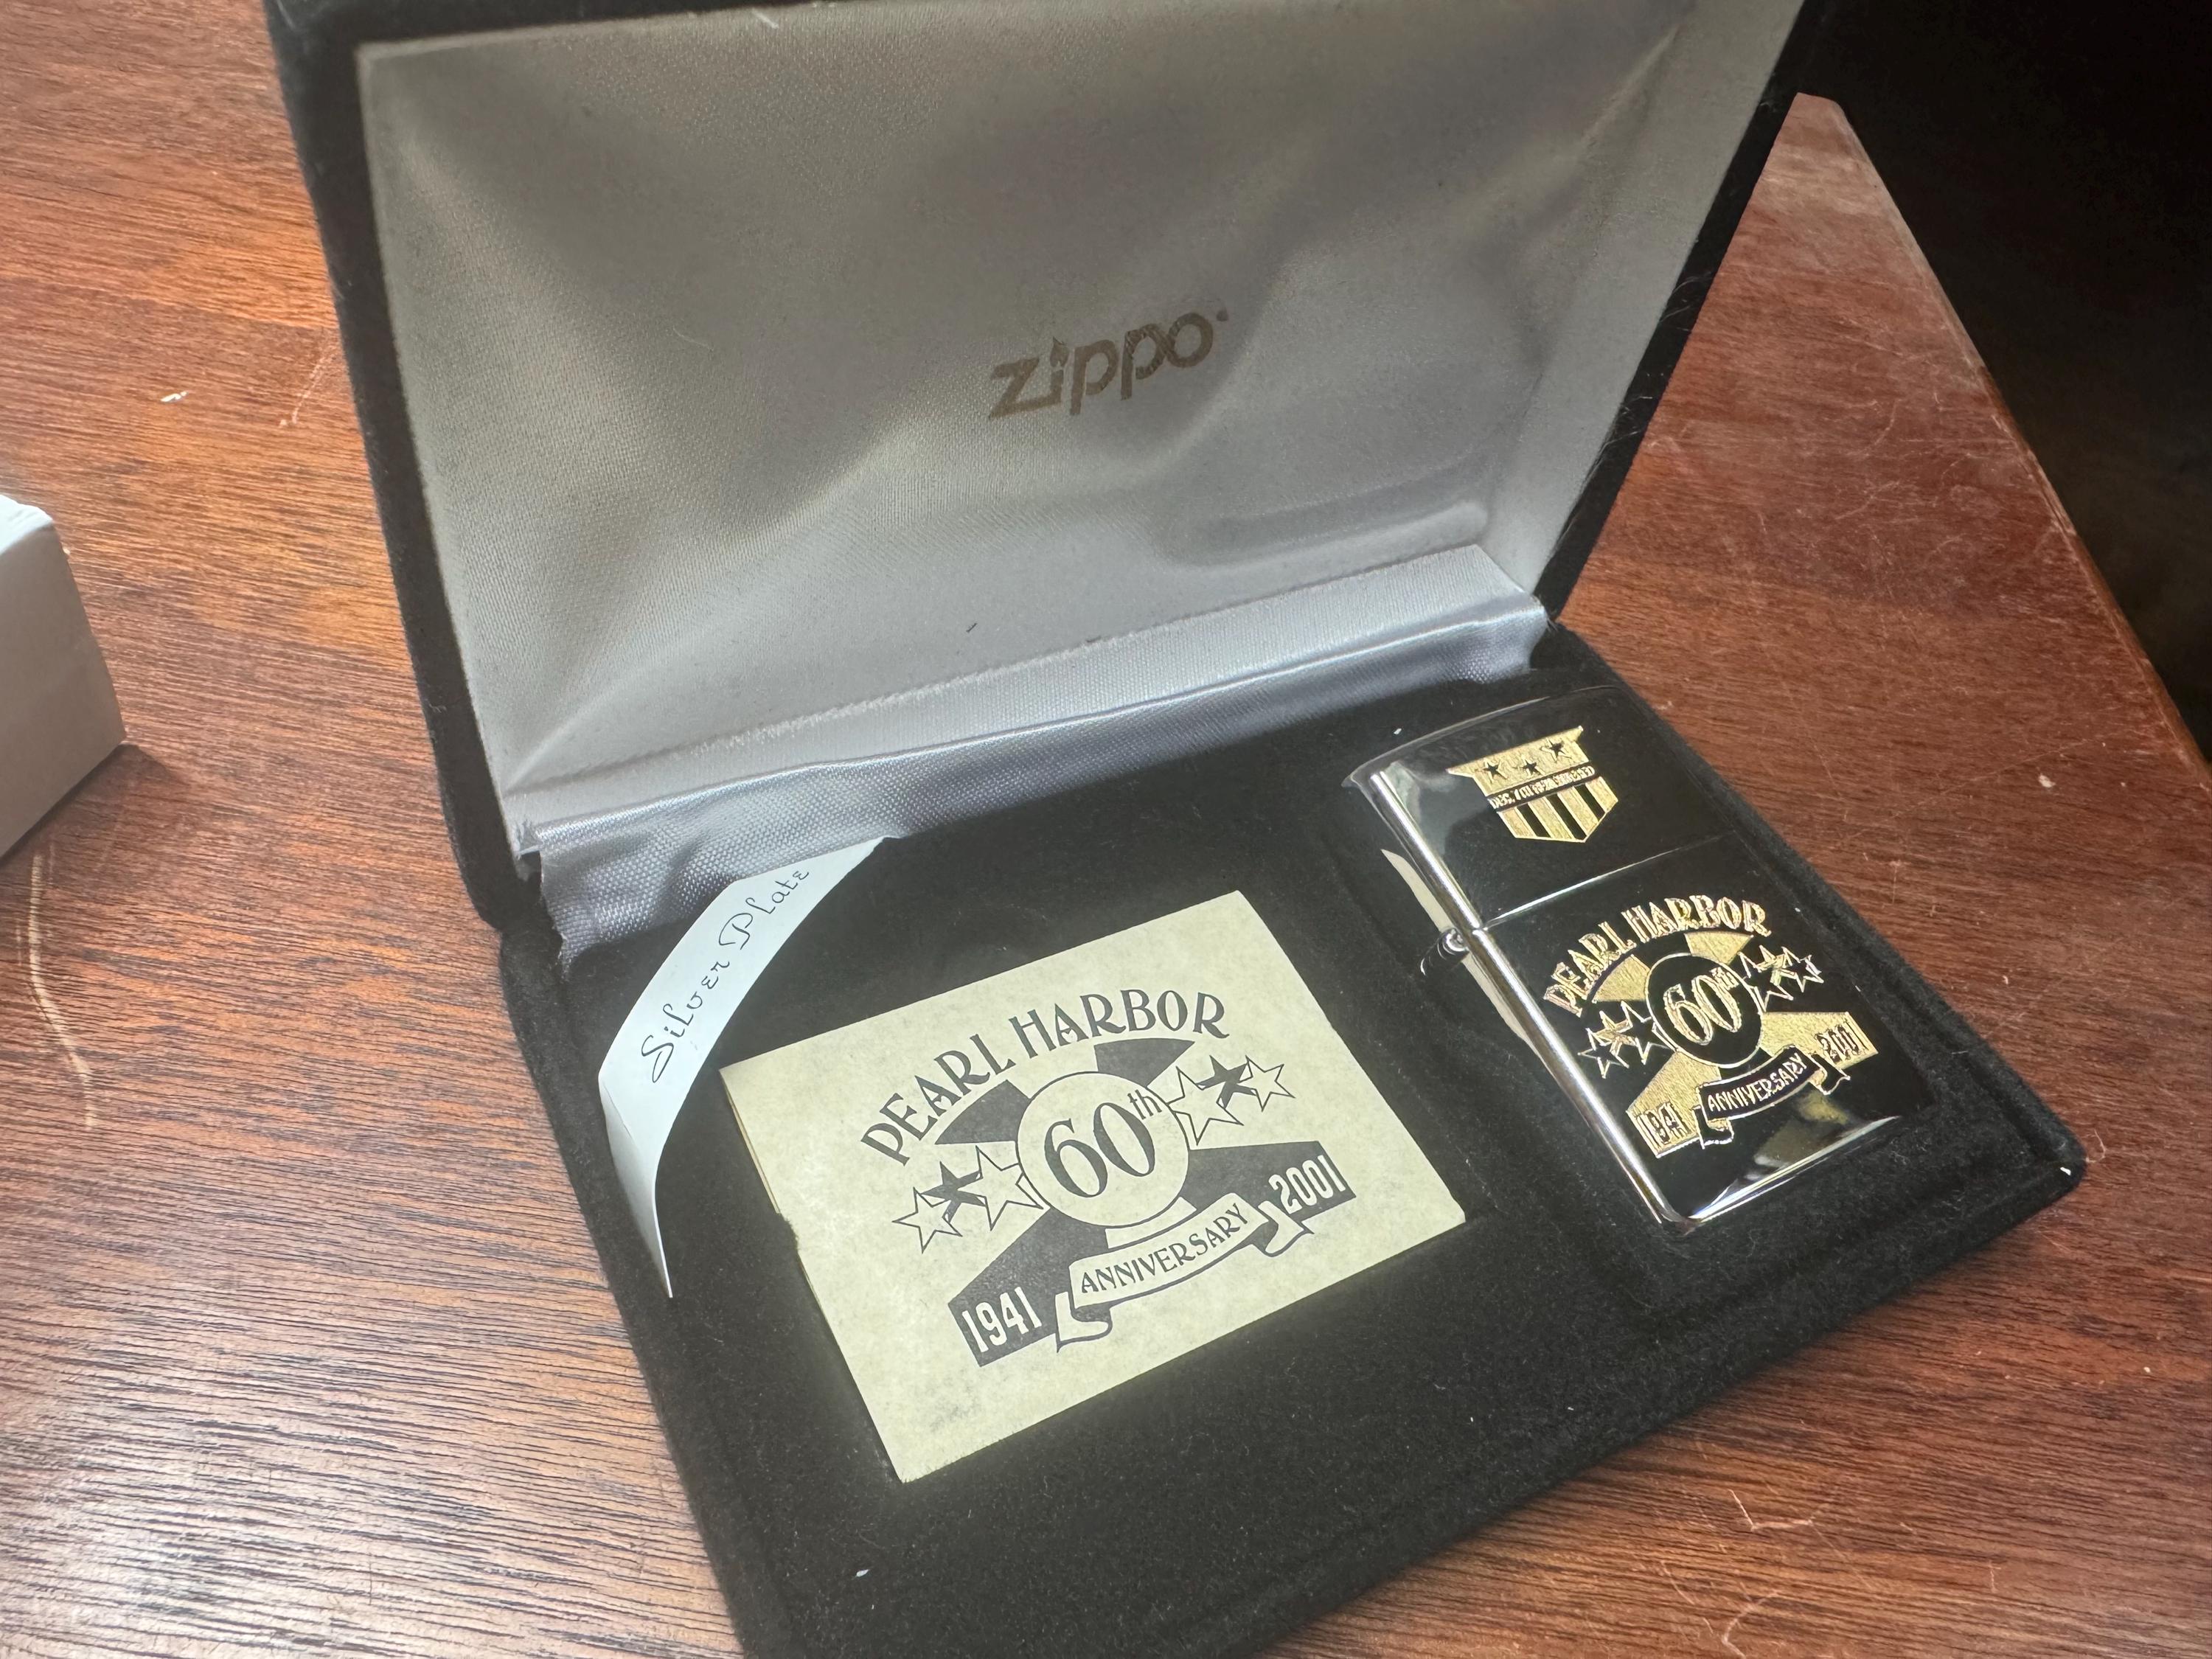 zippo
Silver Plate
PEARL HARBOR
60th
ANNIVERSARY
1941
2001
PEARL HARBOR
60th
ANNIVERSARY
1941
2001